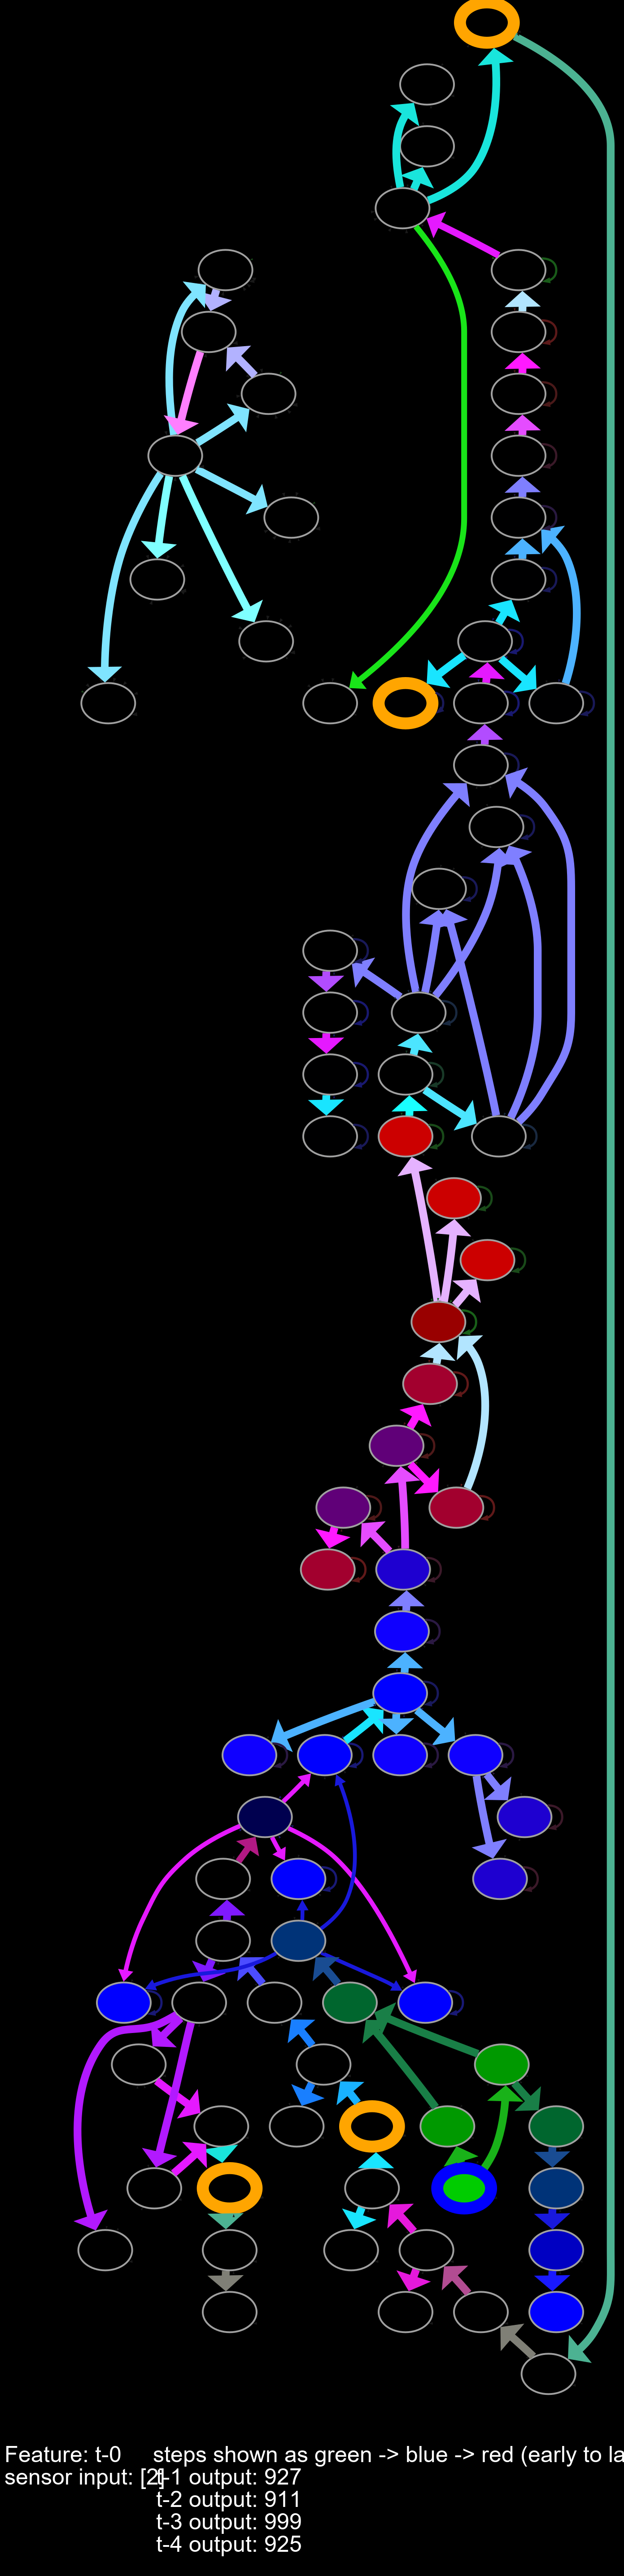 Feature: t-0 steps shown as green -> blue -> red (early to la
sensor input: [2] t-1 output: 927
t-2 output: 911
t-3 output: 999
t-4 output: 925